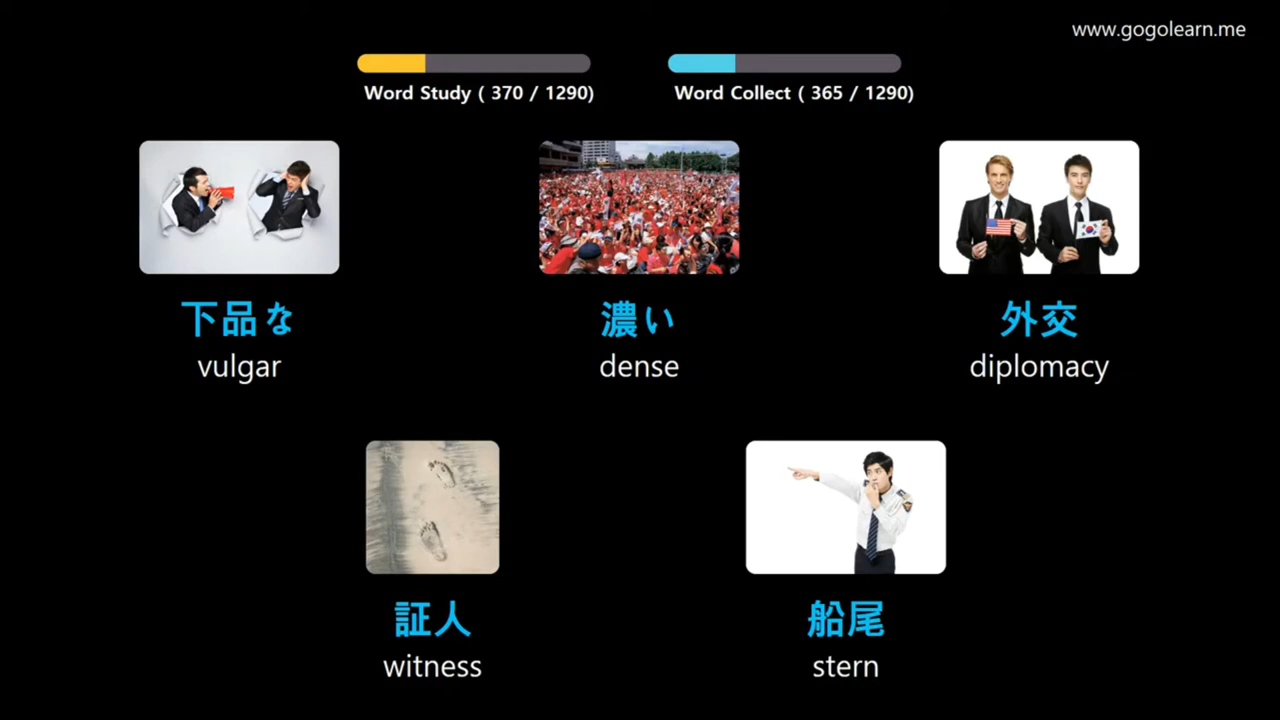 www.gogolearn.me
Word Study ( 370 / 1290)
Word Collect ( 365 / 1290)
下品な
vulgar
濃い
dense
外交
diplomacy
証人
witness
船尾
stern